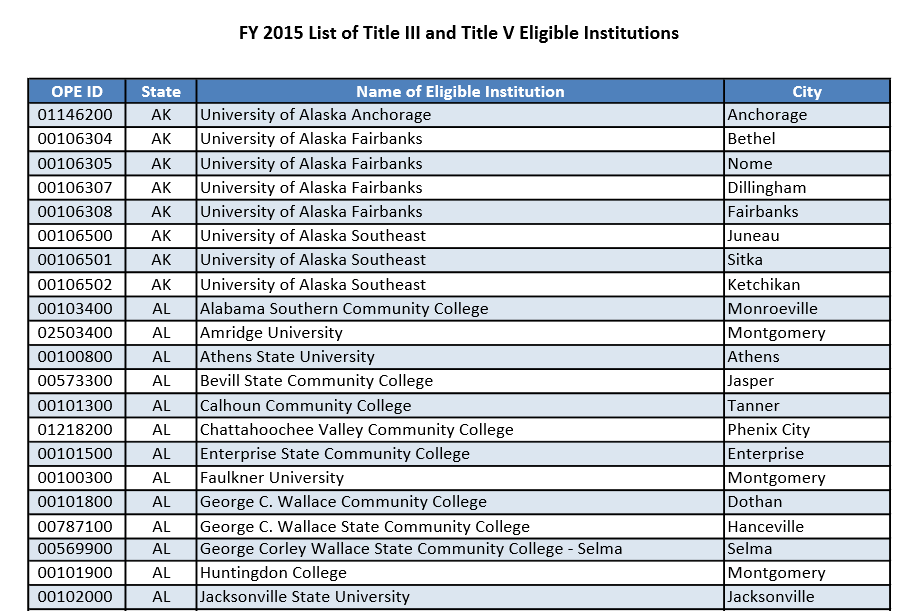 FY 2015 List of Title III and Title V Eligible Institutions
OPE ID State Name of Eligible Institution City
01146200 AK University of Alaska Anchorage Anchorage
00106304 AK University of Alaska Fairbanks Bethel
00106305 AK University of Alaska Fairbanks Nome
00106307 AK University of Alaska Fairbanks Dillingham
00106308 AK University of Alaska Fairbanks Fairbanks
00106500 AK University of Alaska Southeast Juneau
00106501 AK University of Alaska Southeast Sitka
00106502 AK University of Alaska Southeast Ketchikan
00103400 AL Alabama Southern Community College Monroeville
02503400 AL Amridge University Montgomery
00100800 AL Athens State University Athens
00573300 AL Bevill State Community College Jasper
00101300 AL Calhoun Community College Tanner
01218200 AL Chattahoochee Valley Community College Phenix City
00101500 AL Enterprise State Community College Enterprise
00100300 AL Faulkner University Montgomery
00101800 AL George C. Wallace Community College Dothan
00787100 AL George C. Wallace State Community College Hanceville
00569900 AL George Corley Wallace State Community College - Selma Selma
00101900 AL Huntingdon College Montgomery
00102000 AL Jacksonville State University Jacksonville